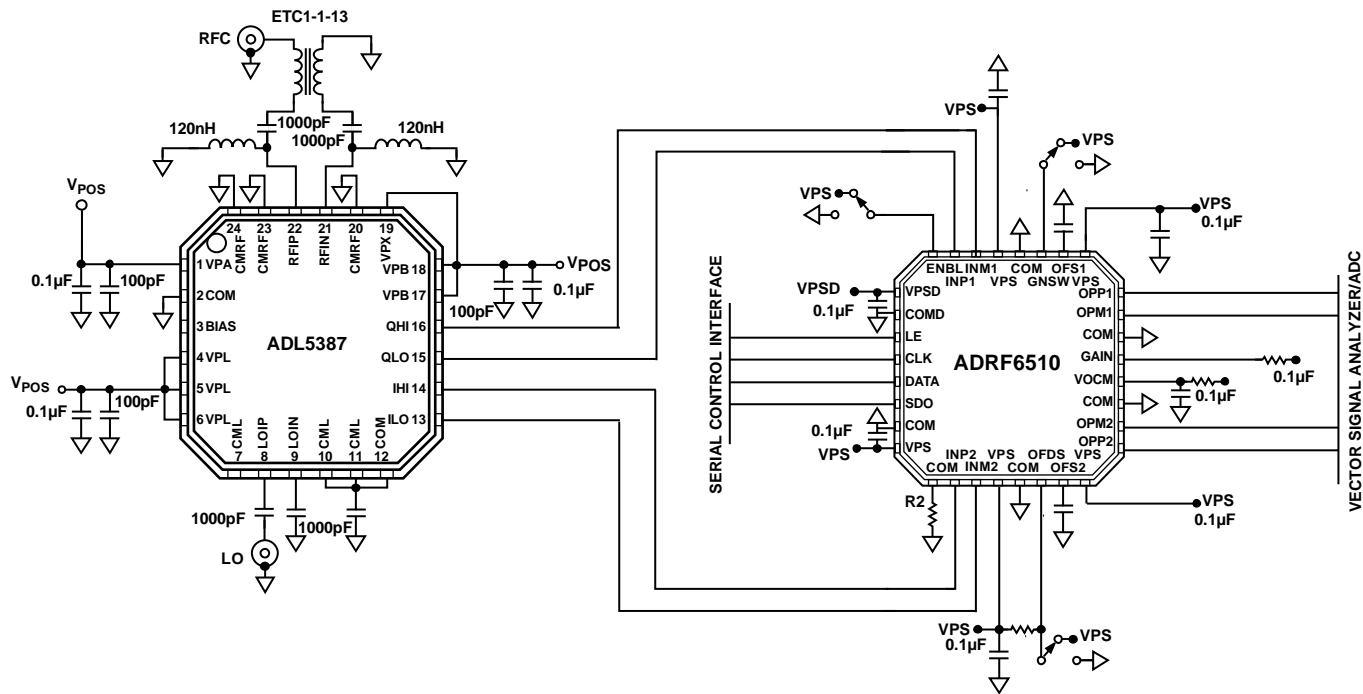 ETC1-1-13
RFC
1000pF
1000pF
120nH
120nH
VPOS
0.1µF
100pF
VPOS
0.1µF
100pF
VPOS
100pF
0.1µF
ADL5387
24 CMRF
23 CMRF
22 RFIP
21 RFIN
20 CMRF
19 VPX
1 VPA
2 COM
3 BIAS
4 VPL
5 VPL
6 VPL
CML 7
LOIP 8
LOIN 9
CML 10
CML 11
COM 12
VPB 18
VPB 17
QHI 16
QLO 15
IHI 14
ILO 13
1000pF
1000pF
LO
SERIAL CONTROL INTERFACE
VPS
VPS
VPS
VPS
0.1µF
VPSD
0.1µF
0.1µF
VPS
ADRF6510
ENBL INM1 COM OFS1
INP1 VPS GNSW VPS
VPSD
COMD
LE
CLK
DATA
SDO
COM
VPS
OPP1
OPM1
COM
GAIN
VOCM
COM
OPM2
OPP2
INP2 VPS OFDS VPS
COM INM2 COM OFS2
0.1µF
0.1µF
R2
VPS
0.1µF
VPS
0.1µF
VPS
VECTOR SIGNAL ANALYZER/ADC